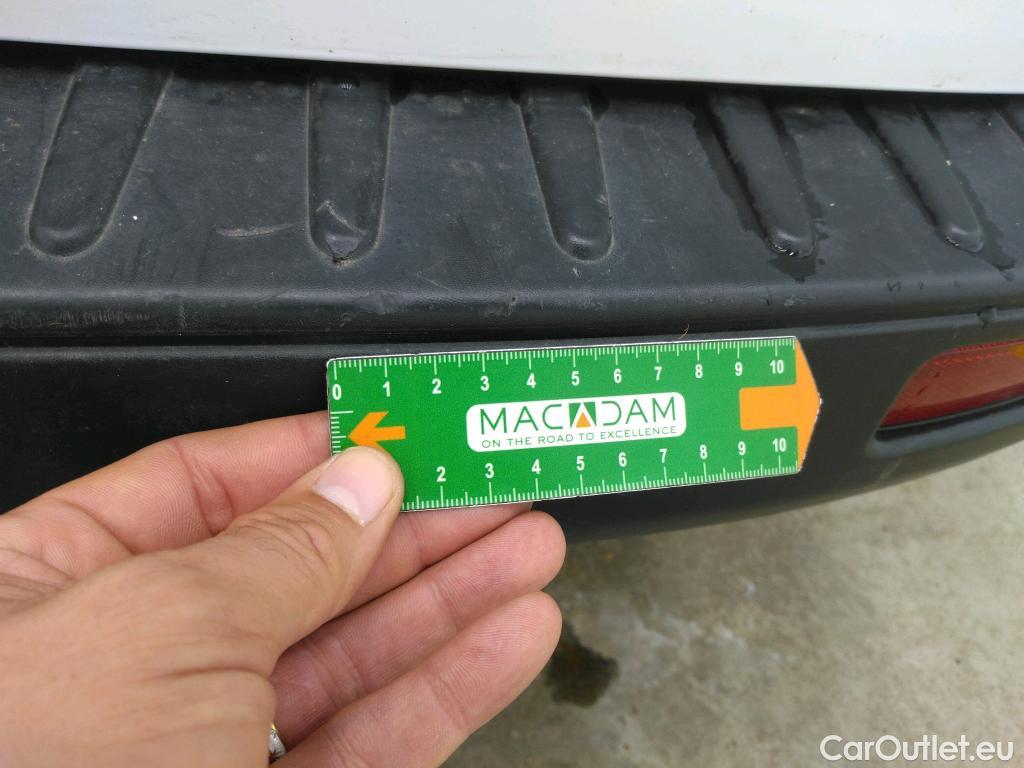 0 1 2 3 4 5 6 7 8 9 10
MACADAM
ON THE ROAD TO EXCELLENCE
2 3 4 5 6 7 8 9 10
CarOutlet.eu